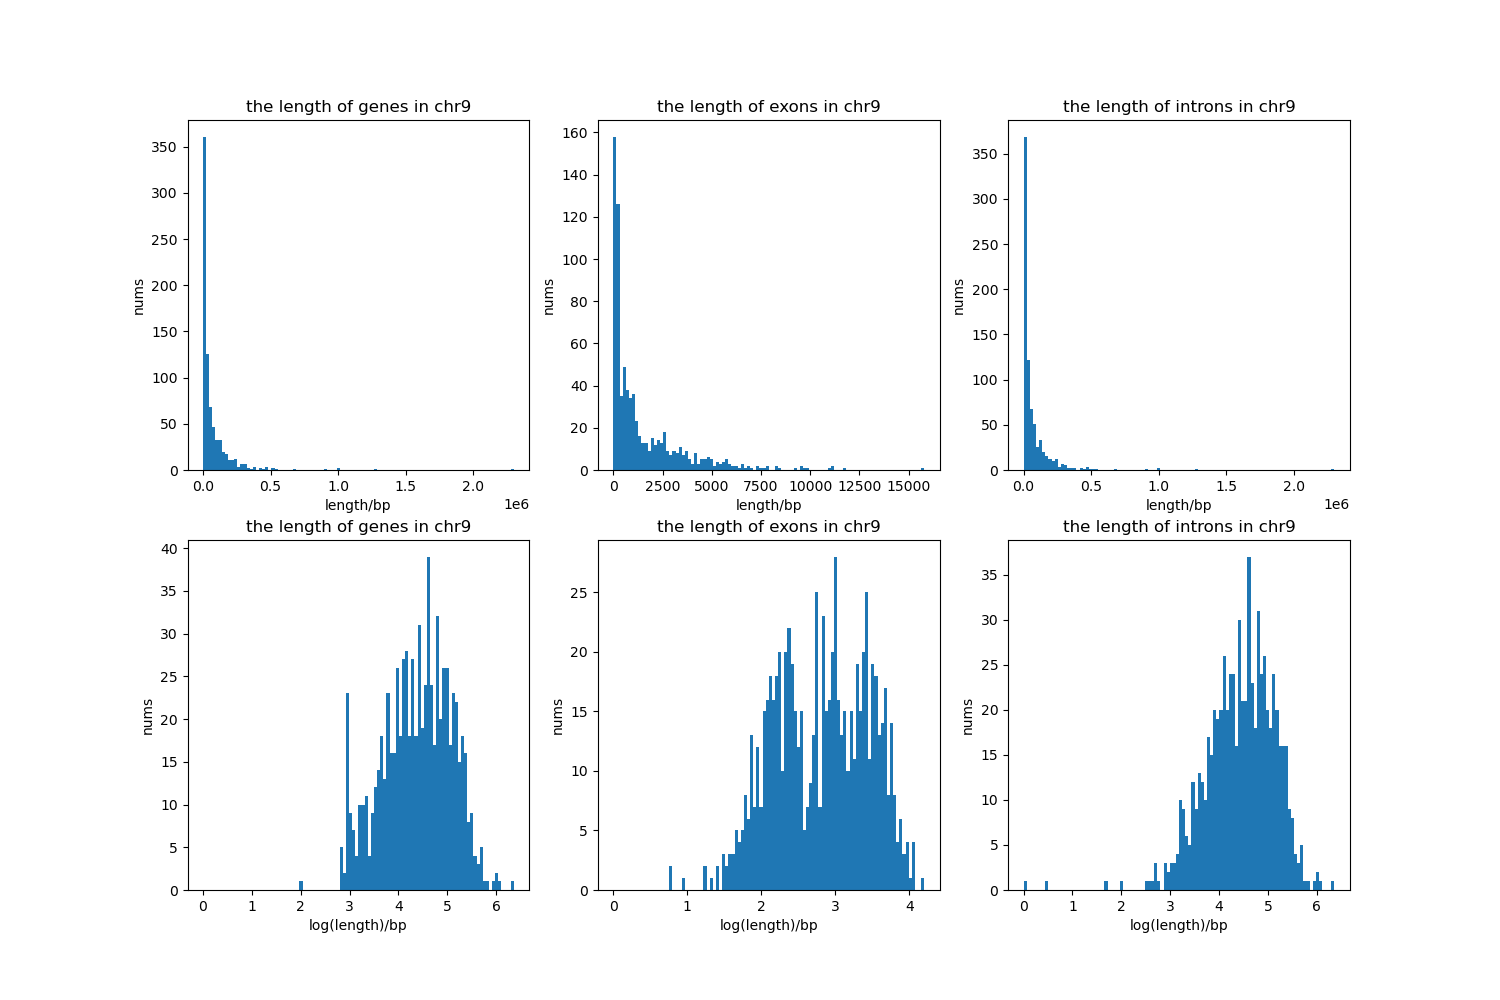 the length of genes in chr9
350
300
250
200
150
100
50
0
nums
0.0 0.5 1.0 1.5 2.0
1e6
length/bp
the length of exons in chr9
160
140
120
100
80
60
40
20
0
nums
0 2500 5000 7500 10000 12500 15000
length/bp
the length of introns in chr9
350
300
250
200
150
100
50
0
nums
0.0 0.5 1.0 1.5 2.0
1e6
length/bp
the length of genes in chr9
40
35
30
25
20
15
10
5
0
nums
0 1 2 3 4 5 6
log(length)/bp
the length of exons in chr9
25
20
15
10
5
0
nums
0 1 2 3 4
log(length)/bp
the length of introns in chr9
35
30
25
20
15
10
5
0
nums
0 1 2 3 4 5 6
log(length)/bp